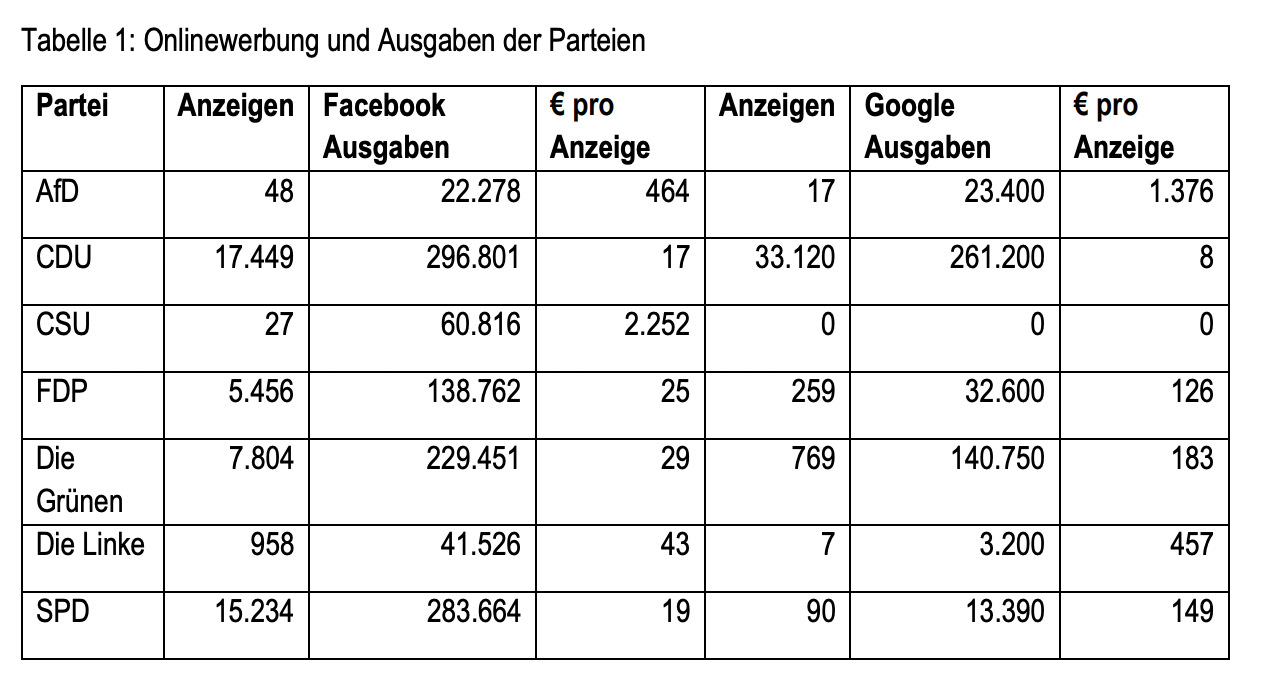 Tabelle 1: Onlinewerbung und Ausgaben der Parteien
Partei Anzeigen Facebook Ausgaben € pro Anzeige Anzeigen Google Ausgaben € pro Anzeige
AfD 48 22.278 464 17 23.400 1.376
CDU 17.449 296.801 17 33.120 261.200 8
CSU 27 60.816 2.252 0 0 0
FDP 5.456 138.762 25 259 32.600 126
Die Grünen 7.804 229.451 29 769 140.750 183
Die Linke 958 41.526 43 7 3.200 457
SPD 15.234 283.664 19 90 13.390 149